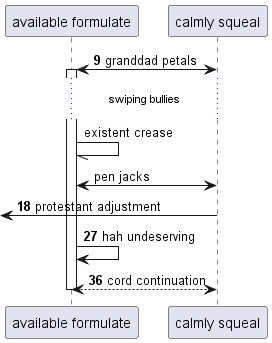 available formulate calmly squeal
9 granddad petals
swiping bullies
existent crease
pen jacks
18 protestant adjustment
27 hah undeserving
36 cord continuation
available formulate calmly squeal